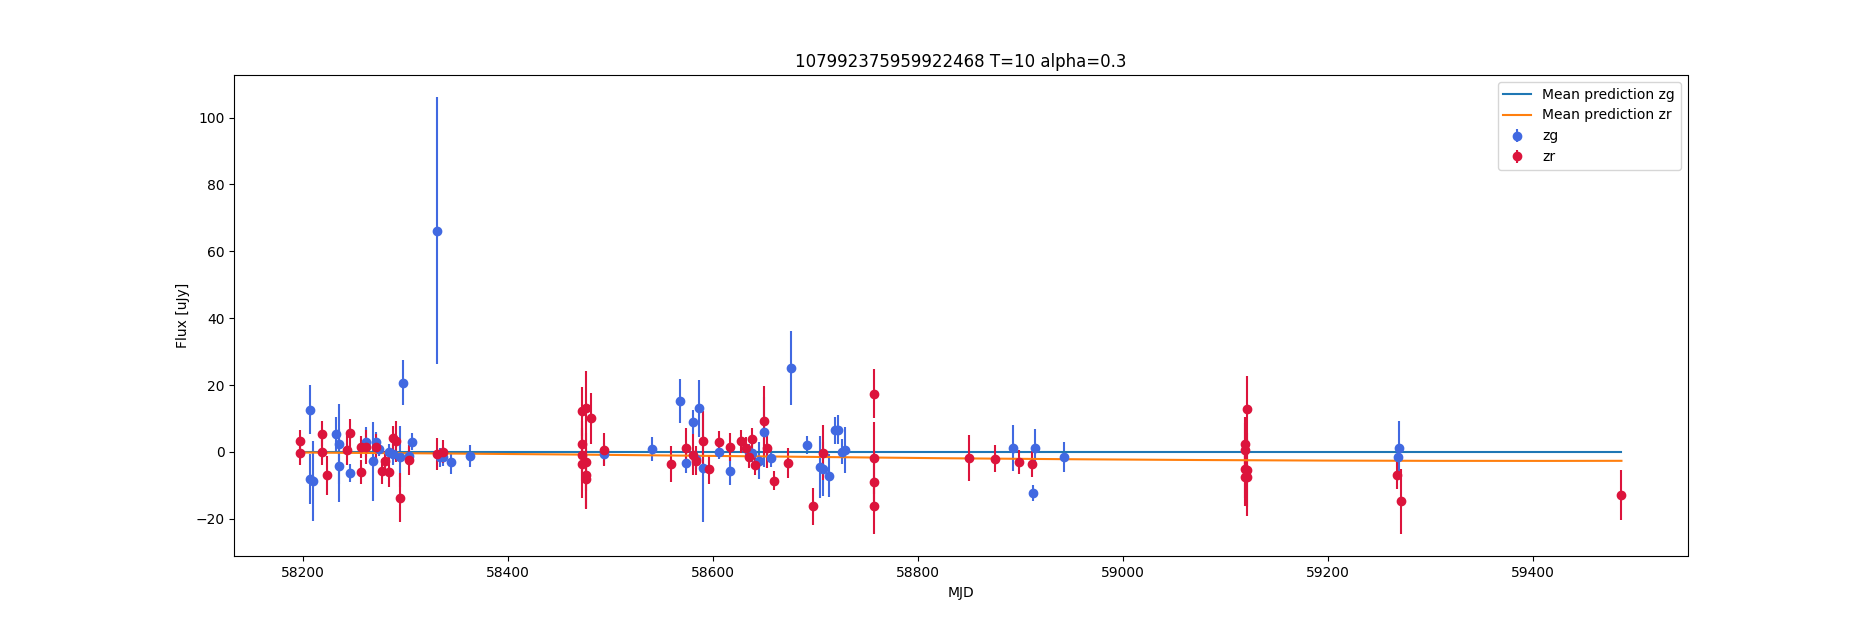 107992375959922468 T=10 alpha=0.3
Mean prediction zg
Mean prediction zr
zg
zr
Flux [uJy]
100
80
60
40
20
0
−20
58200
58400
58600
58800
59000
59200
59400
MJD